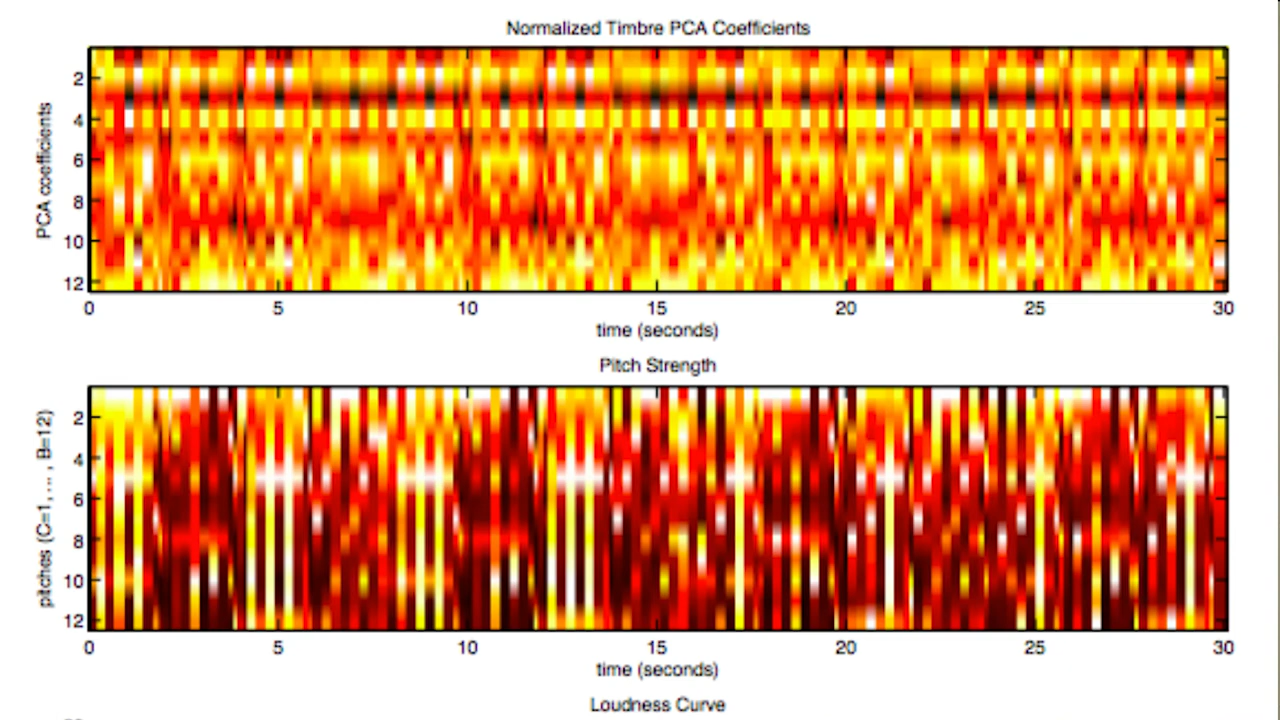 Normalized Timbre PCA Coefficients
PCA coefficients
2
4
6
8
10
12
0 5 10 15 20 25 30
time (seconds)
Pitch Strength
pitches (C=1, ... , B=12)
2
4
6
8
10
12
0 5 10 15 20 25 30
time (seconds)
Loudness Curve